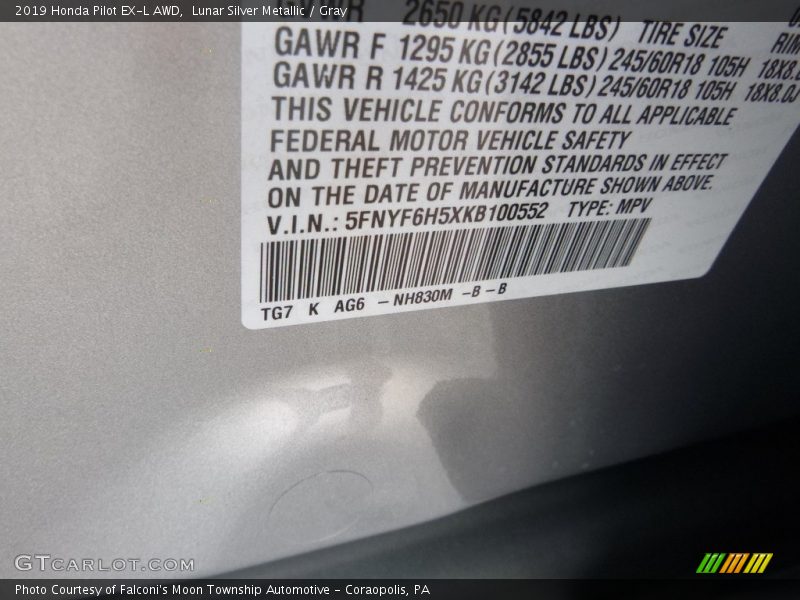 2019 Honda Pilot EX-L AWD,  Lunar Silver Metallic / Gray
2650 KG (5842 LBS) TIRE SIZE
GAWR F 1295 KG (2855 LBS) 245/60R18 105H
GAWR R 1425 KG (3142 LBS) 245/60R18 105H 18X8.0J
THIS VEHICLE CONFORMS TO ALL APPLICABLE
FEDERAL MOTOR VEHICLE SAFETY
AND THEFT PREVENTION STANDARDS IN EFFECT
ON THE DATE OF MANUFACTURE SHOWN ABOVE.
V.I.N.: 5FNYF6H5XKB100552 TYPE: MPV
TG7 K AG6 - NH830M - B - B
GTCARLOT.COM
Photo Courtesy of Falconi's Moon Township Automotive - Coraopolis, PA